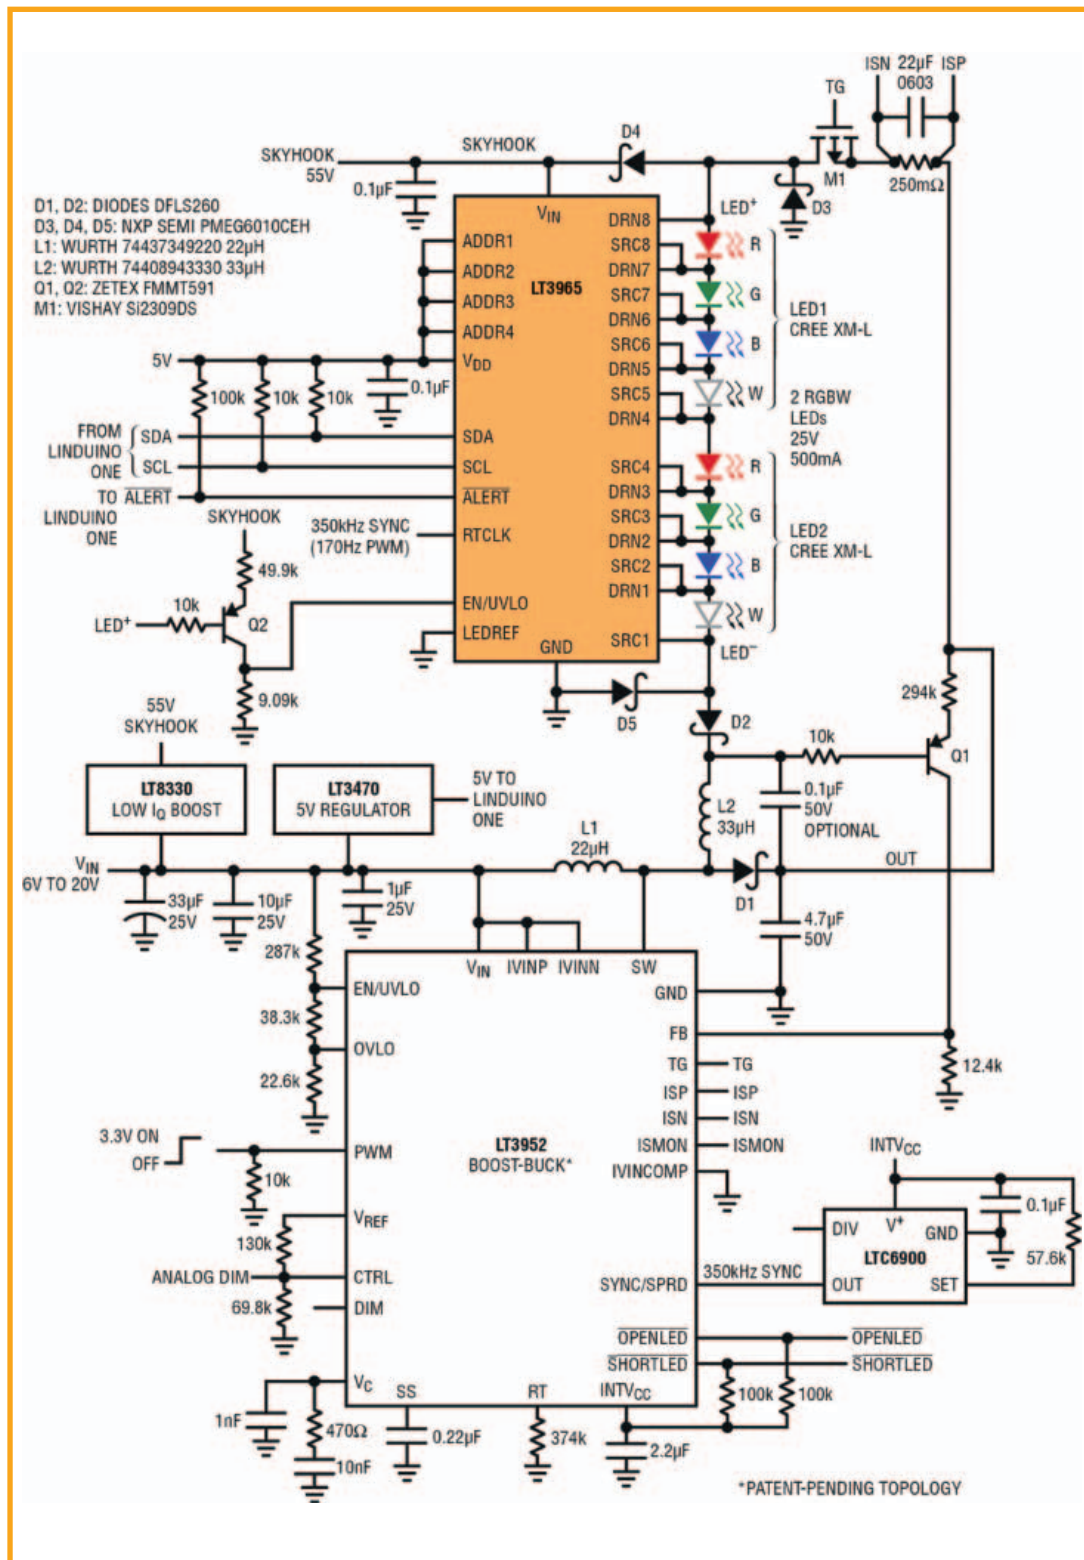 ISN 22µF ISP
0603
TG
D4
SKYHOOK
SKYHOOK
55V
0.1µF
M1
250mΩ
D3
D1, D2: DIODES DFLS260
D3, D4, D5: NXP SEMI PMEG6010CEH
L1: WURTH 74437349220 22µH
L2: WURTH 74408943330 33µH
Q1, Q2: ZETEX FMMT591
M1: VISHAY Si2309DS
VIN
LT3965
ADDR1
ADDR2
ADDR3
ADDR4
VDD
SDA
SCL
ALERT
RTCLK
EN/UVLO
LEDREF
GND
DRN8
SRC8
DRN7
SRC7
DRN6
SRC6
DRN5
SRC5
DRN4
SRC4
DRN3
SRC3
DRN2
SRC2
DRN1
SRC1
LED+
R
G
B
W
LED1
CREE XM-L
2 RGBW
LEDs
25V
500mA
R
G
B
W
LED2
CREE XM-L
LED–
5V
100k
10k
10k
0.1µF
FROM
LINDUINO
ONE
SDA
SCL
TO ALERT
LINDUINO
ONE
SKYHOOK
350kHz SYNC
(170Hz PWM)
49.9k
10k
LED+
Q2
9.09k
D5
D2
294k
10k
Q1
55V
SKYHOOK
LT8330
LOW IQ BOOST
LT3470
5V REGULATOR
5V TO
LINDUINO
ONE
L2
33µH
0.1µF
50V
OPTIONAL
L1
22µH
OUT
VIN
6V TO 20V
D1
33µF
25V
10µF
25V
1µF
25V
4.7µF
50V
287k
38.3k
22.6k
VIN
IVINP
IVINN
SW
EN/UVLO
OVLO
GND
FB
TG
TG
ISP
ISP
ISN
ISN
ISMON
ISMON
IVINCOMP
12.4k
LT3952
BOOST-BUCK*
3.3V ON
OFF
PWM
10k
VREF
130k
ANALOG DIM
CTRL
69.8k
DIM
INTVCC
0.1µF
57.6k
DIV
V+
GND
LTC6900
OUT
SET
SYNC/SPRD
350kHz SYNC
OPENLED
OPENLED
SHORTLED
SHORTLED
INTVCC
100k
100k
VC
SS
RT
1nF
470Ω
10nF
0.22µF
374k
2.2µF
*PATENT-PENDING TOPOLOGY